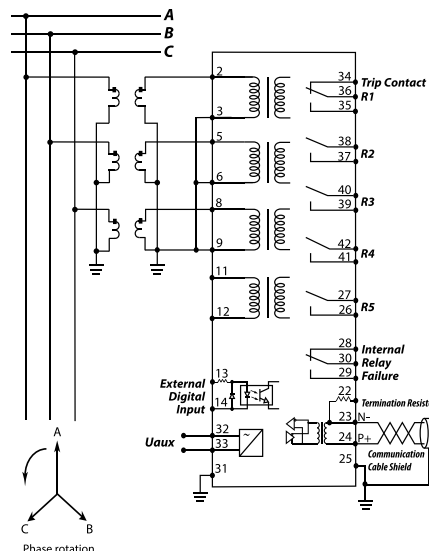 A
B
C
2
34
Trip Contact
36
R1
3
35
5
38
R2
37
6
40
8
R3
39
42
9
R4
41
11
27
R5
12
26
28
Internal
13
30
Relay
External
29
Failure
Digital
14
Input
22
Termination
23
N-
32
Uaux
33
24
P+
Communication
25
Cable Shield
31
A
C
B
Phase rotation